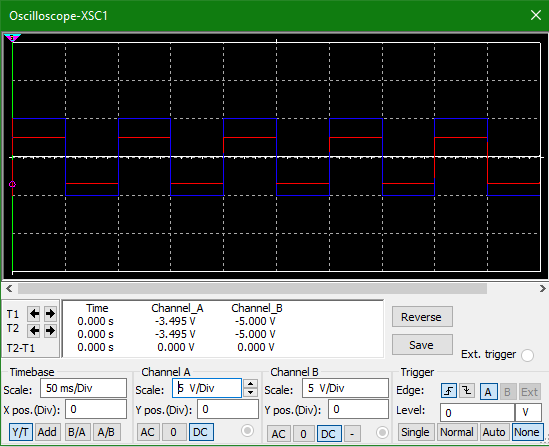 Oscilloscope-XSC1
T1
T2
T2-T1
Time Channel_A Channel_B
0.000 s -3.495 V -5.000 V
0.000 s -3.495 V -5.000 V
0.000 s 0.000 V 0.000 V
Reverse
Save
Ext. trigger
Timebase
Scale: 50 ms/Div
X pos.(Div): 0
Y/T Add B/A A/B
Channel A
Scale: 5 V/Div
Y pos.(Div): 0
AC 0 DC
Channel B
Scale: 5 V/Div
Y pos.(Div): 0
AC 0 DC -
Trigger
Edge: A B Ext
Level: 0 V
Single Normal Auto None